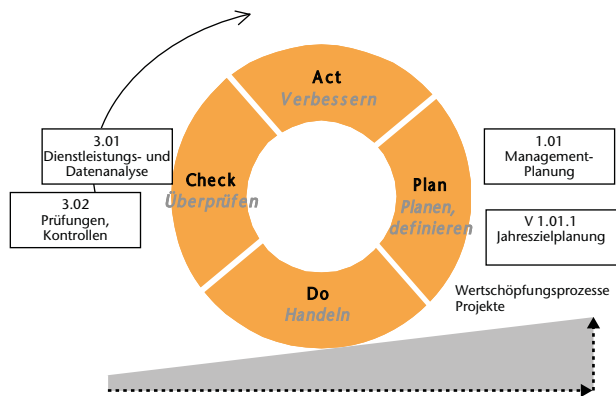 Act
Verbessern
3.01
Dienstleistungs- und
Datenanalyse
3.02
Prüfungen,
Kontrollen
Check
Überprüfen
Plan
Planen,
definieren
1.01
Management-
Planung
V 1.01.1
Jahreszielplanung
Do
Handeln
Wertschöpfungsprozesse
Projekte